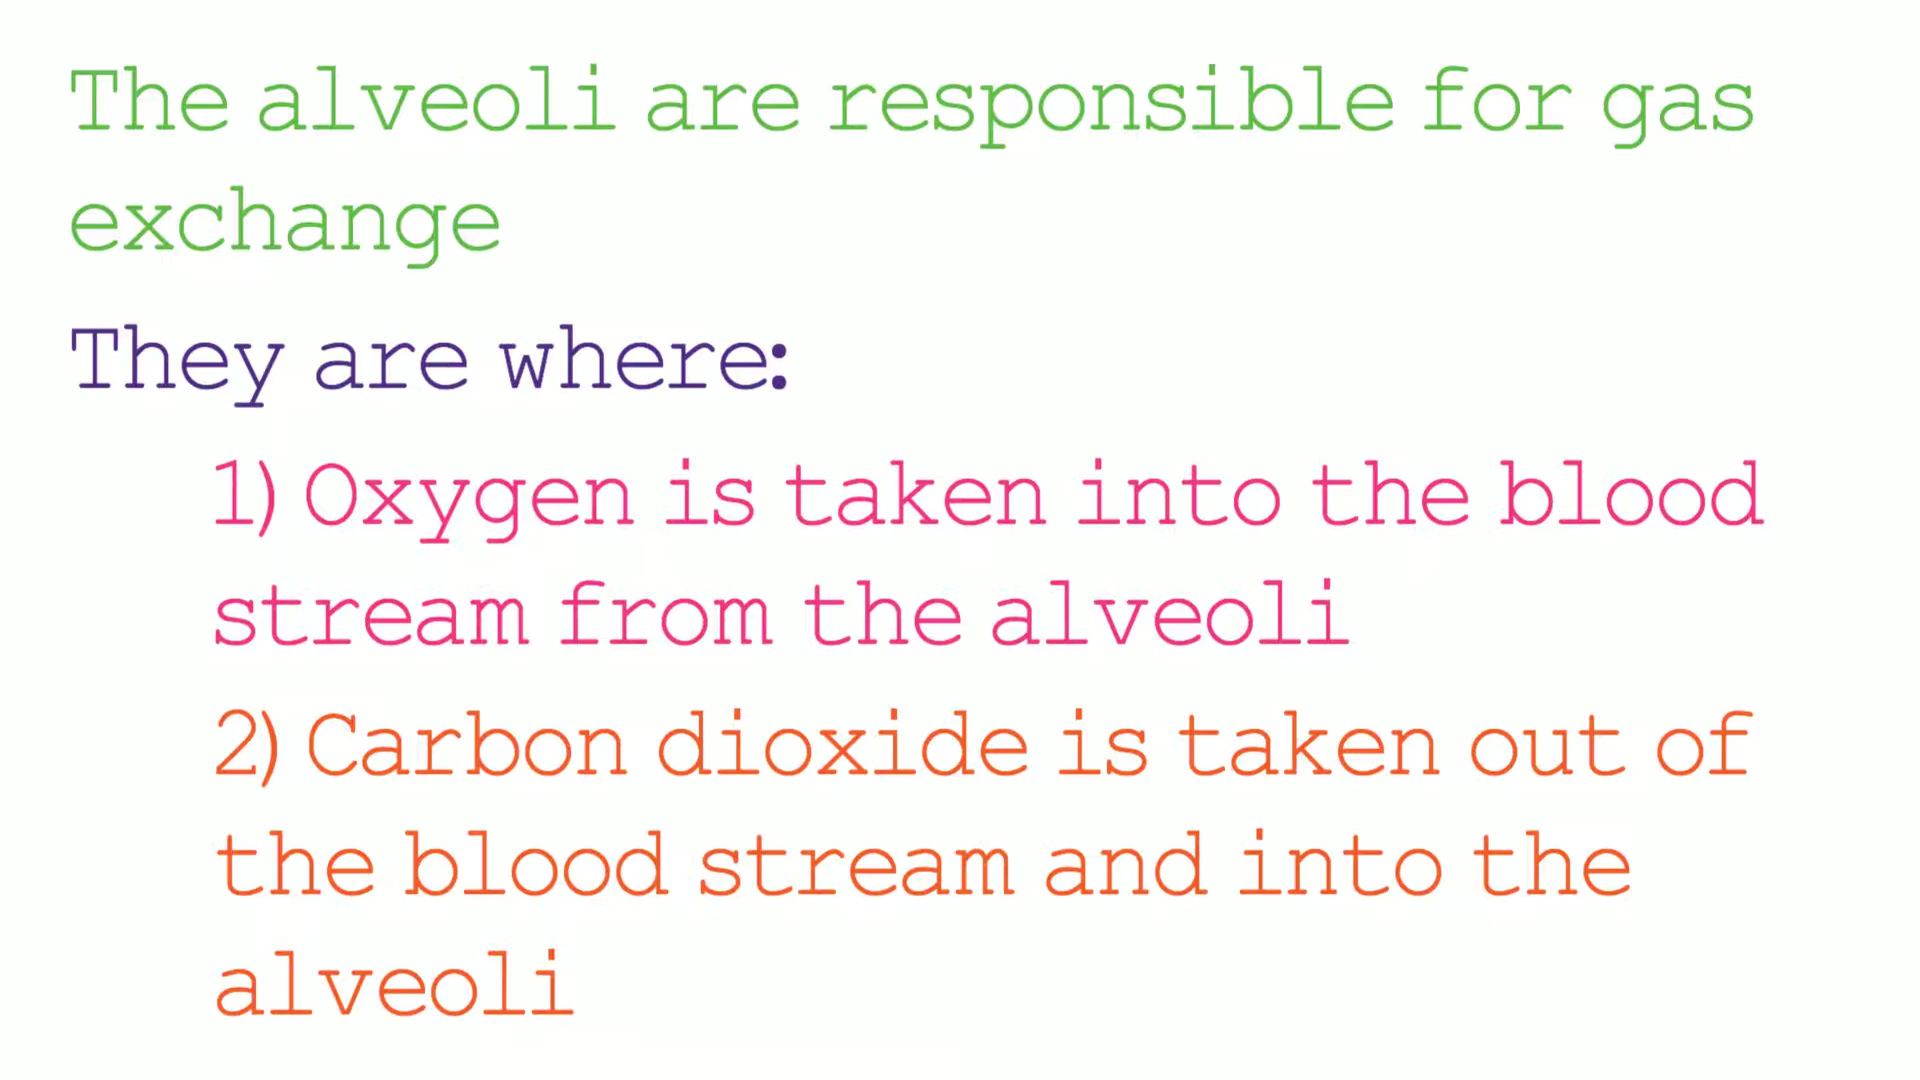 The alveoli are responsible for gas
exchange
They are where:
1) Oxygen is taken into the blood
stream from the alveoli
2) Carbon dioxide is taken out of
the blood stream and into the
alveoli